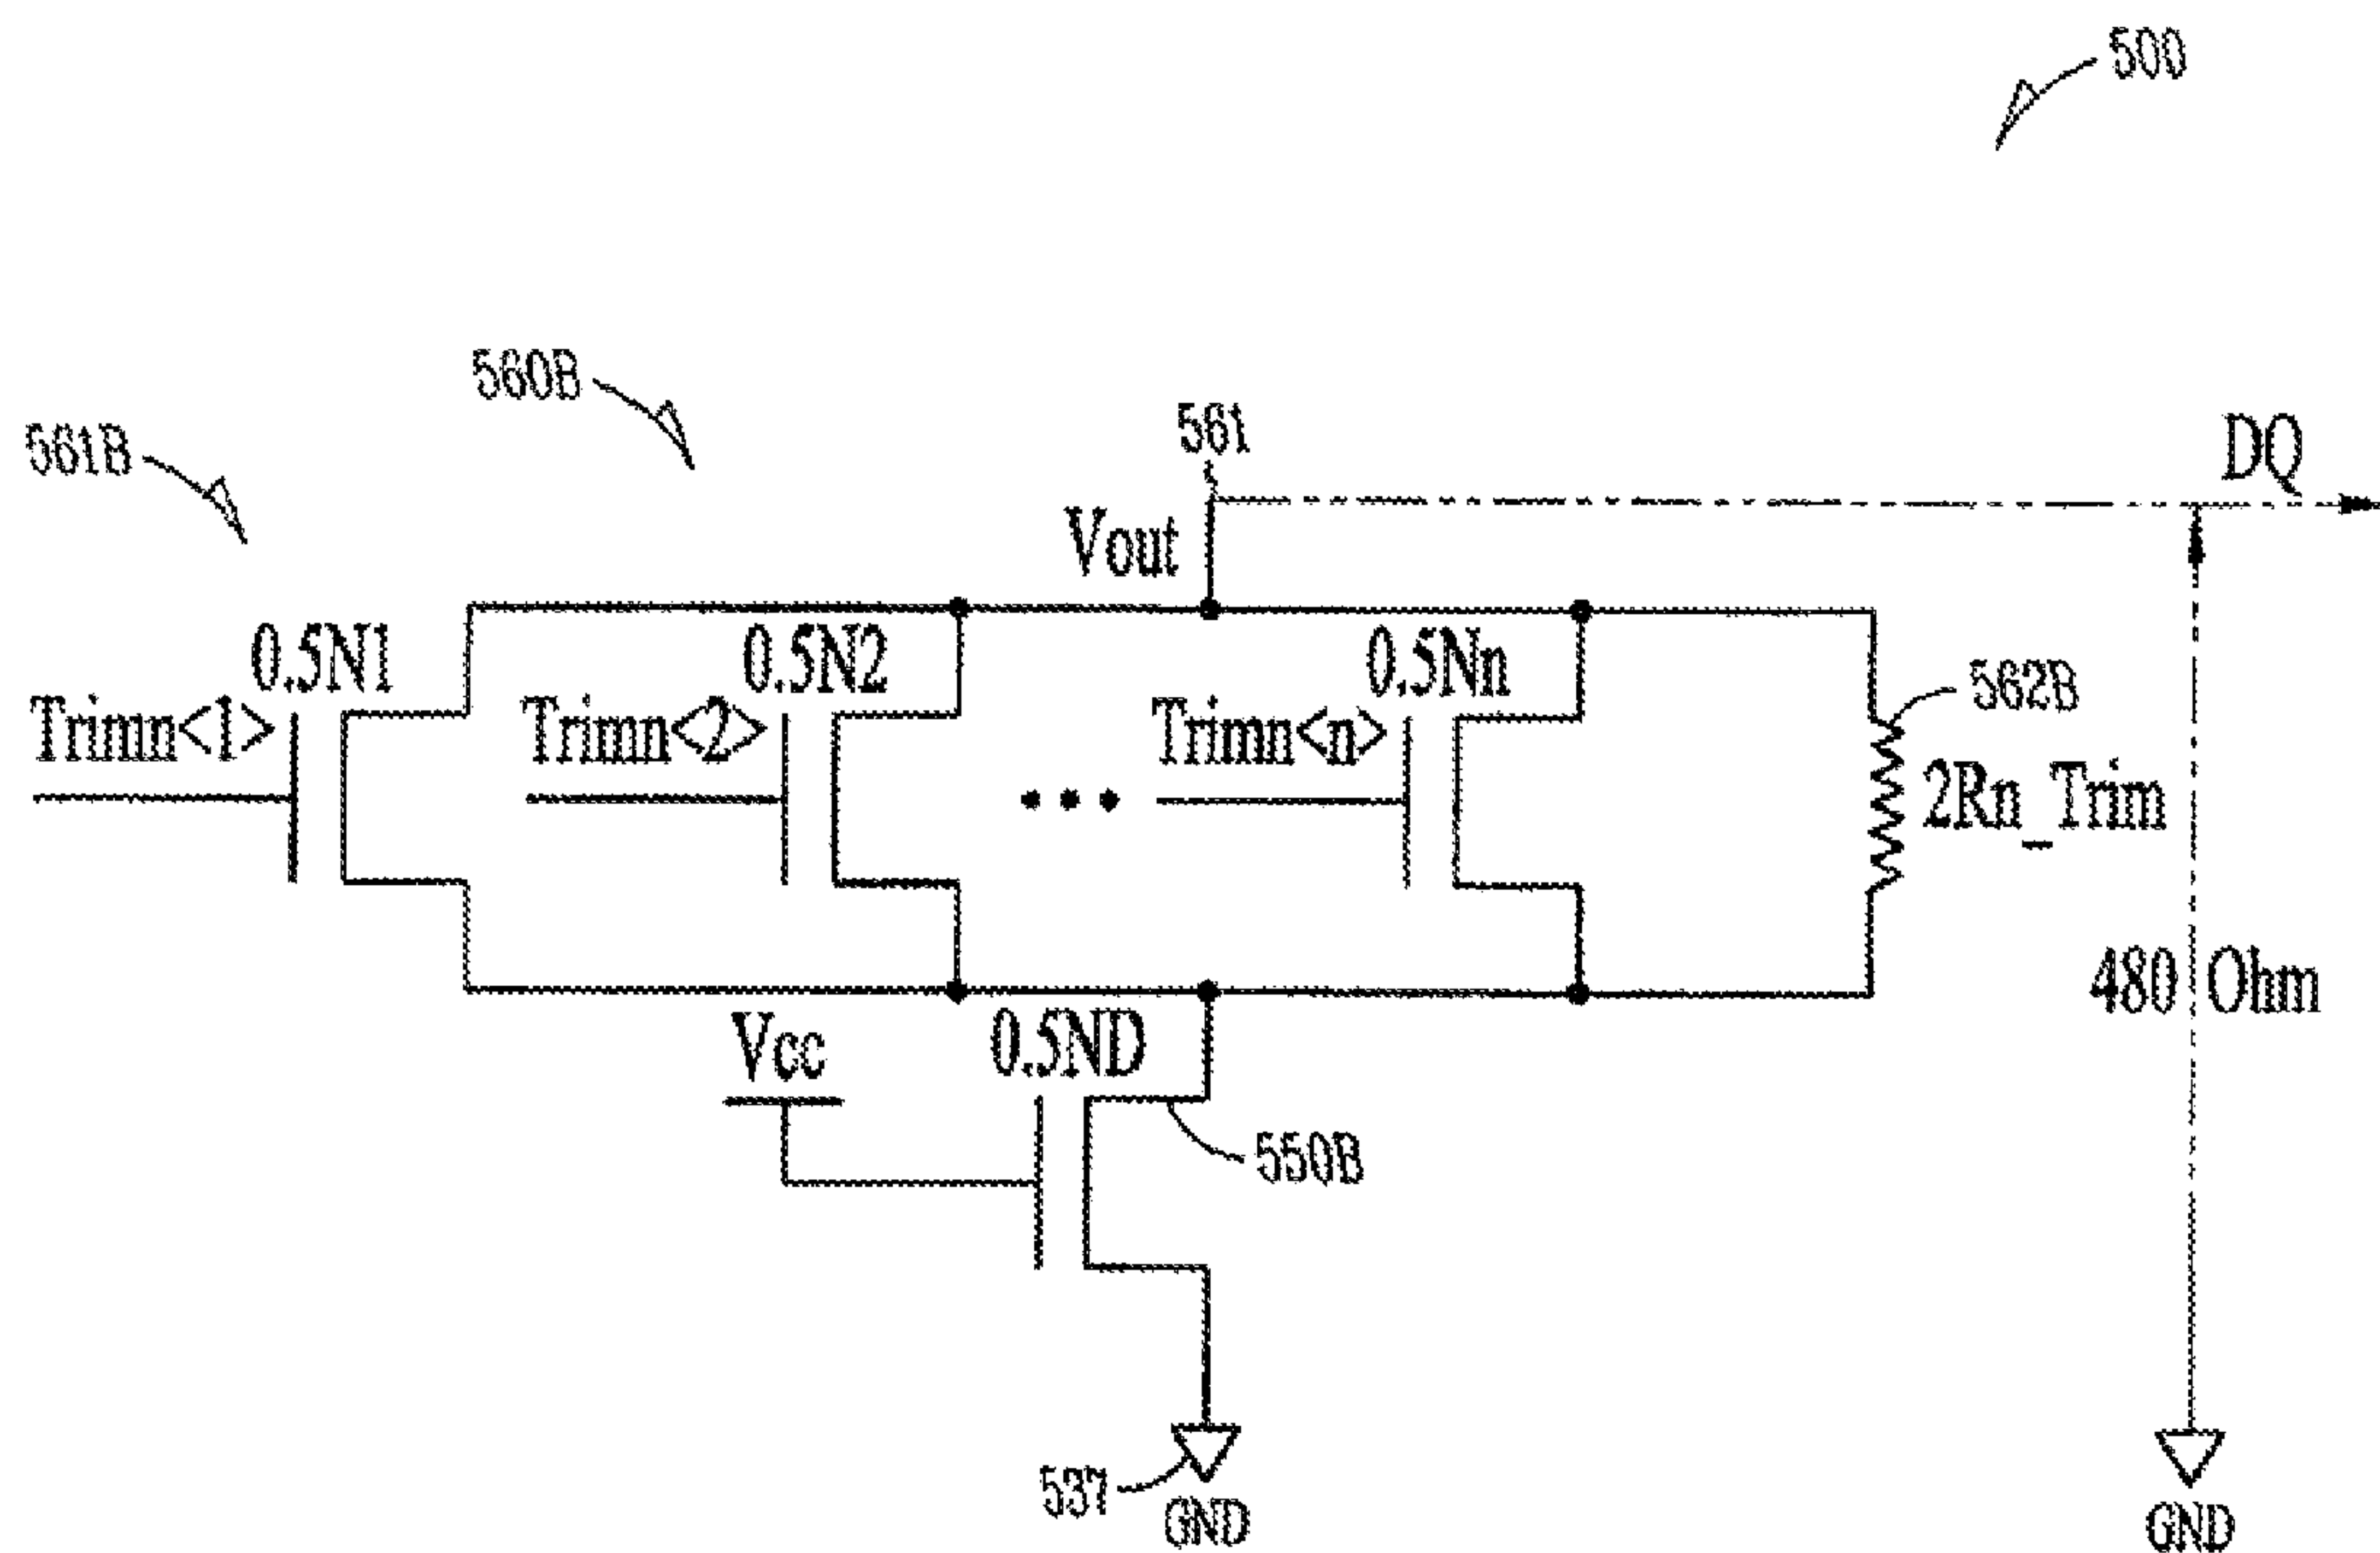 500
560B
561B
561
DQ
Vout
0.5N1
0.5N2
0.5Nn
562B
Trimn<1>
Trimn<2>
Trimn<n>
2Rn_Trim
480 Ohm
Vcc
0.5ND
550B
537
GND
GND